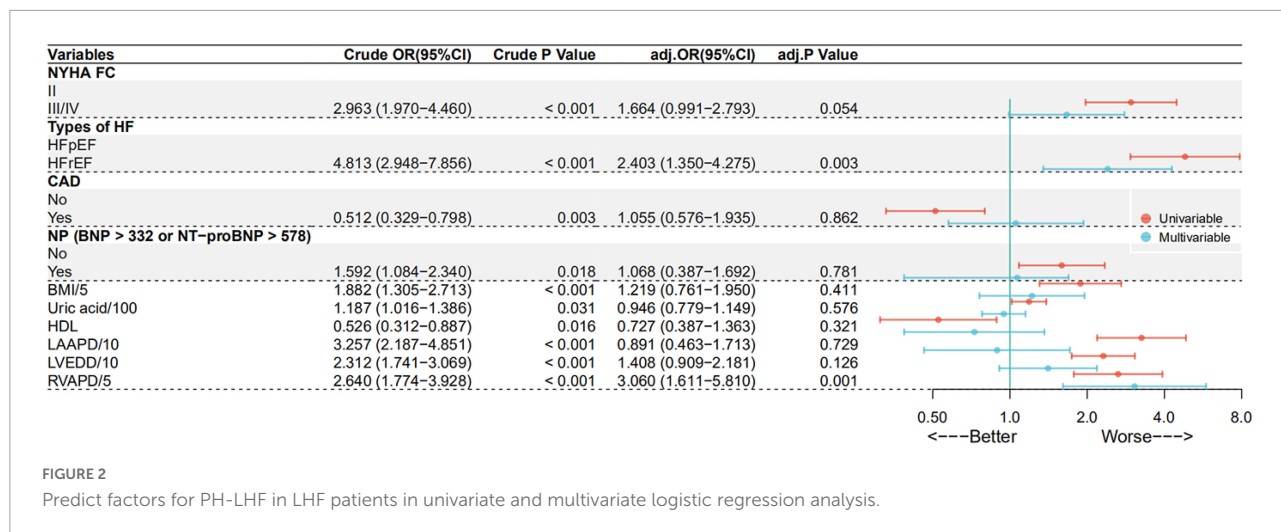 Variables Crude OR(95%CI) Crude P Value adj.OR(95%CI) adj.P Value
NYHA FC
II
III/IV 2.963 (1.970−4.460) < 0.001 1.664 (0.991−2.793) 0.054
Types of HF
HFpEF
HFrEF 4.813 (2.948−7.856) < 0.001 2.403 (1.350−4.275) 0.003
CAD
No
Yes 0.512 (0.329−0.798) 0.003 1.055 (0.576−1.935) 0.862
NP (BNP > 332 or NT−proBNP > 578)
No
Yes 1.592 (1.084−2.340) 0.018 1.068 (0.387−1.692) 0.781
BMI/5 1.882 (1.305−2.713) < 0.001 1.219 (0.761−1.950) 0.411
Uric acid/100 1.187 (1.016−1.386) 0.031 0.946 (0.779−1.149) 0.576
HDL 0.526 (0.312−0.887) 0.016 0.727 (0.387−1.363) 0.321
LAAPD/10 3.257 (2.187−4.851) < 0.001 0.891 (0.463−1.713) 0.729
LVEDD/10 2.312 (1.741−3.069) < 0.001 1.408 (0.909−2.181) 0.126
RVAPD/5 2.640 (1.774−3.928) < 0.001 3.060 (1.611−5.810) 0.001
Univariable
Multivariable
0.50 1.0 2.0 4.0 8.0
<−−−Better Worse−−−>
FIGURE 2
Predict factors for PH-LHF in LHF patients in univariate and multivariate logistic regression analysis.